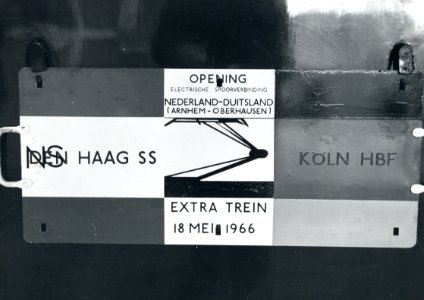 OPENING
ELECTRISCHE SPOORVERBINDING
NEDERLAND-DUITSLAND
(ARNHEM - OBERHAUSEN)
NS
DEN HAAG SS
KÖLN HBF
EXTRA TREIN
18 MEI 1966